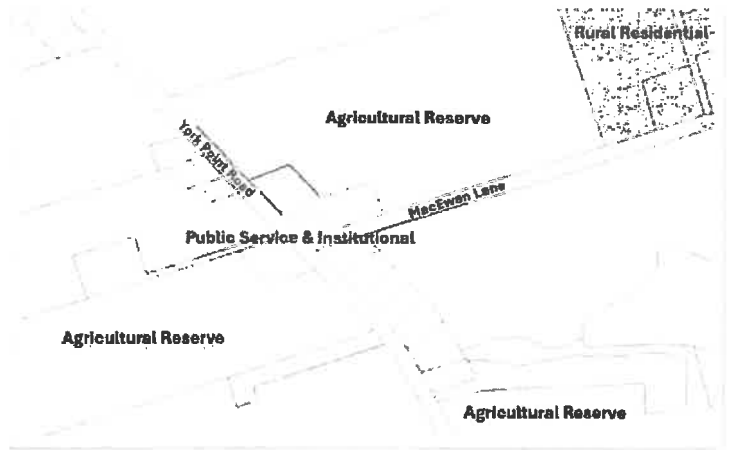 Rural Residential
Agricultural Reserve
York Point Road
MacEwen Lane
Public Service & Institutional
Agricultural Reserve
Agricultural Reserve